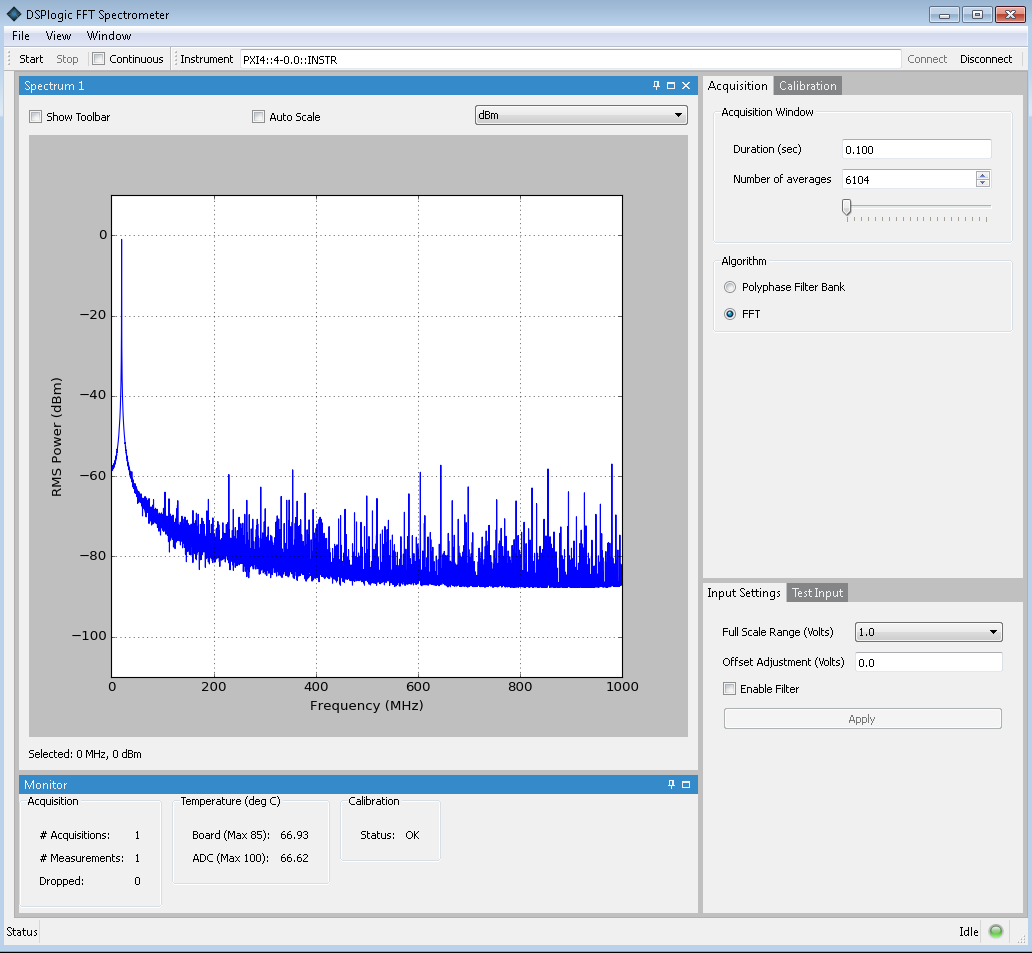 DSPlogic FFT Spectrometer
File View Window
Start Stop Continuous Instrument PXI4::4-0.0::INSTR Connect Disconnect
Spectrum 1
Show Toolbar Auto Scale dBm
0
−20
−40
−60
−80
−100
RMS Power (dBm)
0 200 400 600 800 1000
Frequency (MHz)
Selected: 0 MHz, 0 dBm
Acquisition Calibration
Acquisition Window
Duration (sec) 0.100
Number of averages 6104
Algorithm
Polyphase Filter Bank
FFT
Input Settings Test Input
Full Scale Range (Volts) 1.0
Offset Adjustment (Volts) 0.0
Enable Filter
Apply
Monitor
Acquisition
# Acquisitions: 1
# Measurements: 1
Dropped: 0
Temperature (deg C)
Board (Max 85): 66.93
ADC (Max 100): 66.62
Calibration
Status: OK
Status Idle